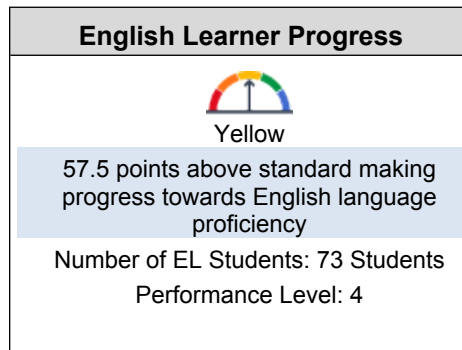 English Learner Progress
Yellow
57.5 points above standard making
progress towards English language
proficiency
Number of EL Students: 73 Students
Performance Level: 4